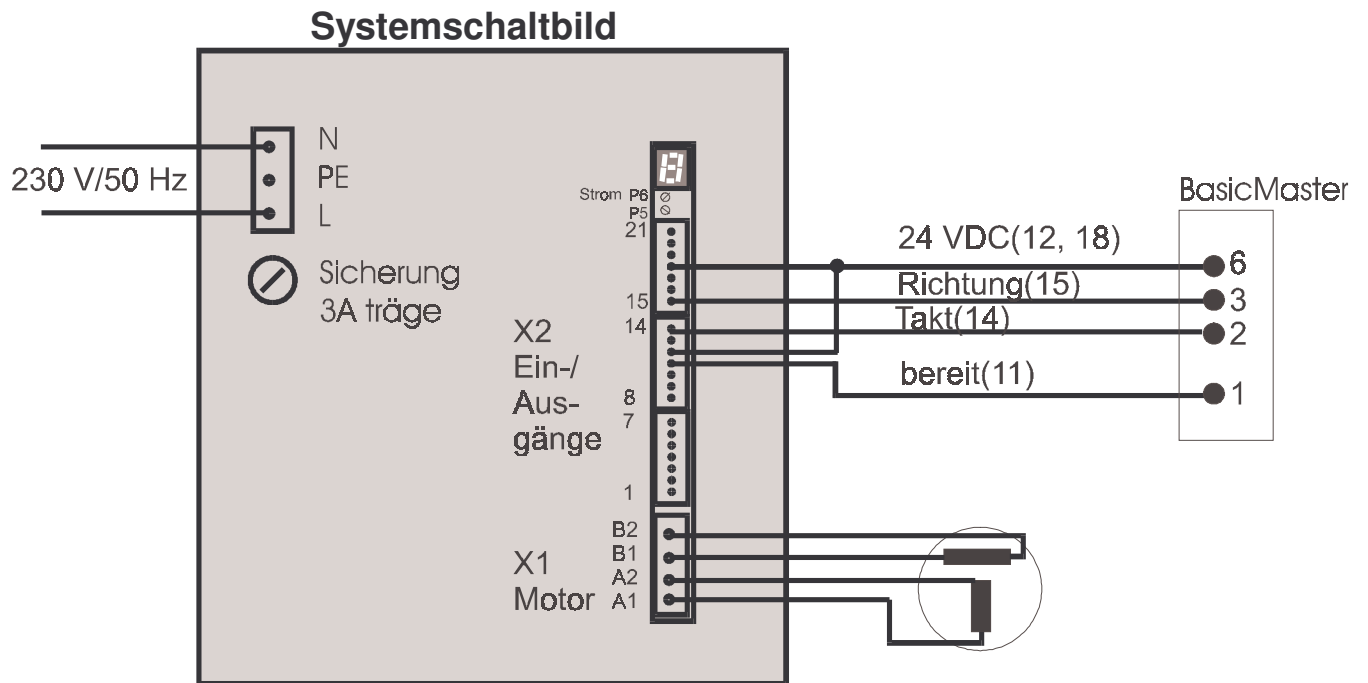 Systemschaltbild
230 V/50 Hz
N
PE
L
Sicherung
3A träge
8
Strom P6
P5
21
15
14
8
7
1
X2
Ein-/
Aus-
gänge
B2
B1
A2
A1
X1
Motor
24 VDC(12, 18)
Richtung(15)
Takt(14)
bereit(11)
BasicMaster
6
3
2
1